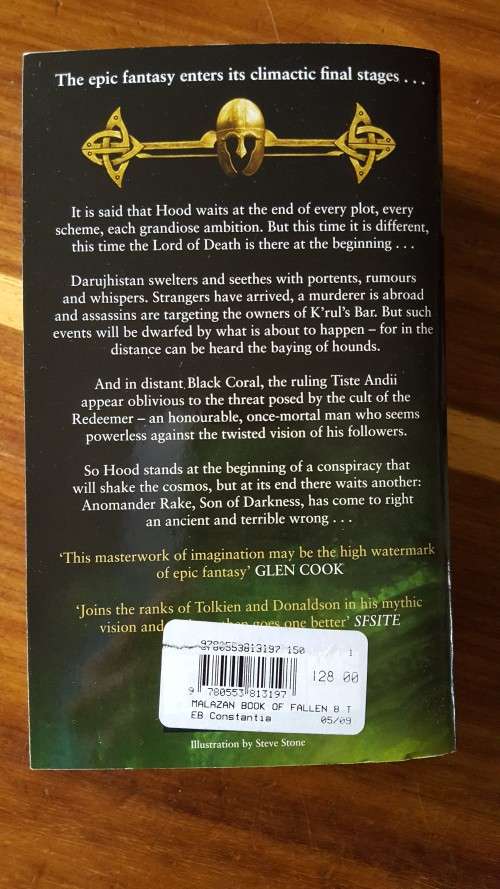 The epic fantasy enters its climactic final stages . . .
It is said that Hood waits at the end of every plot, every
scheme, each grandiose ambition. But this time it is different,
this time the Lord of Death is there at the beginning . . .
Darujhistan swelters and seethes with portents, rumours
and whispers. Strangers have arrived, a murderer is abroad
and assassins are targeting the owners of K'rul's Bar. But such
events will be dwarfed by what is about to happen – for in the
distance can be heard the baying of hounds.
And in distant Black Coral, the ruling Tiste Andii
appear oblivious to the threat posed by the cult of the
Redeemer – an honourable, once-mortal man who seems
powerless against the twisted vision of his followers.
So Hood stands at the beginning of a conspiracy that
will shake the cosmos, but at its end there waits another:
Anomander Rake, Son of Darkness, has come to right
an ancient and terrible wrong . . .
'This masterwork of imagination may be the high watermark
of epic fantasy' GLEN COOK
'Joins the ranks of Tolkien and Donaldson in his mythic
vision and goes one better' SFSITE
9780553813197 150 1
128 00
9 780553 813197
MALAZAN BOOK OF FALLEN 8 T
EB Constantia 05/09
Illustration by Steve Stone